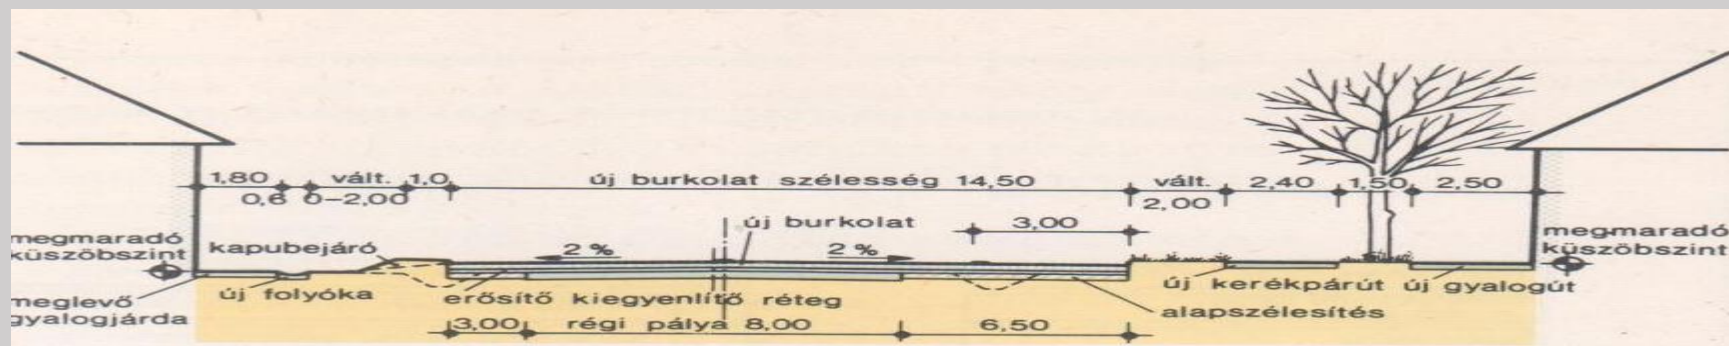 1,80 vált. 1,0 új burkolat szélesség 14,50 vált. 2,40 1,50 2,50
0,6 0–2,00 2,00
új burkolat 3,00
megmaradó
küszöbszint
kapubejáró 2% 2%
megmaradó
küszöbszint
meglevő
gyalogjárda
új folyóka erősítő kiegyenlítő réteg új kerékpárút új gyalogút
alapszélesítés
3,00 régi pálya 8,00 6,50